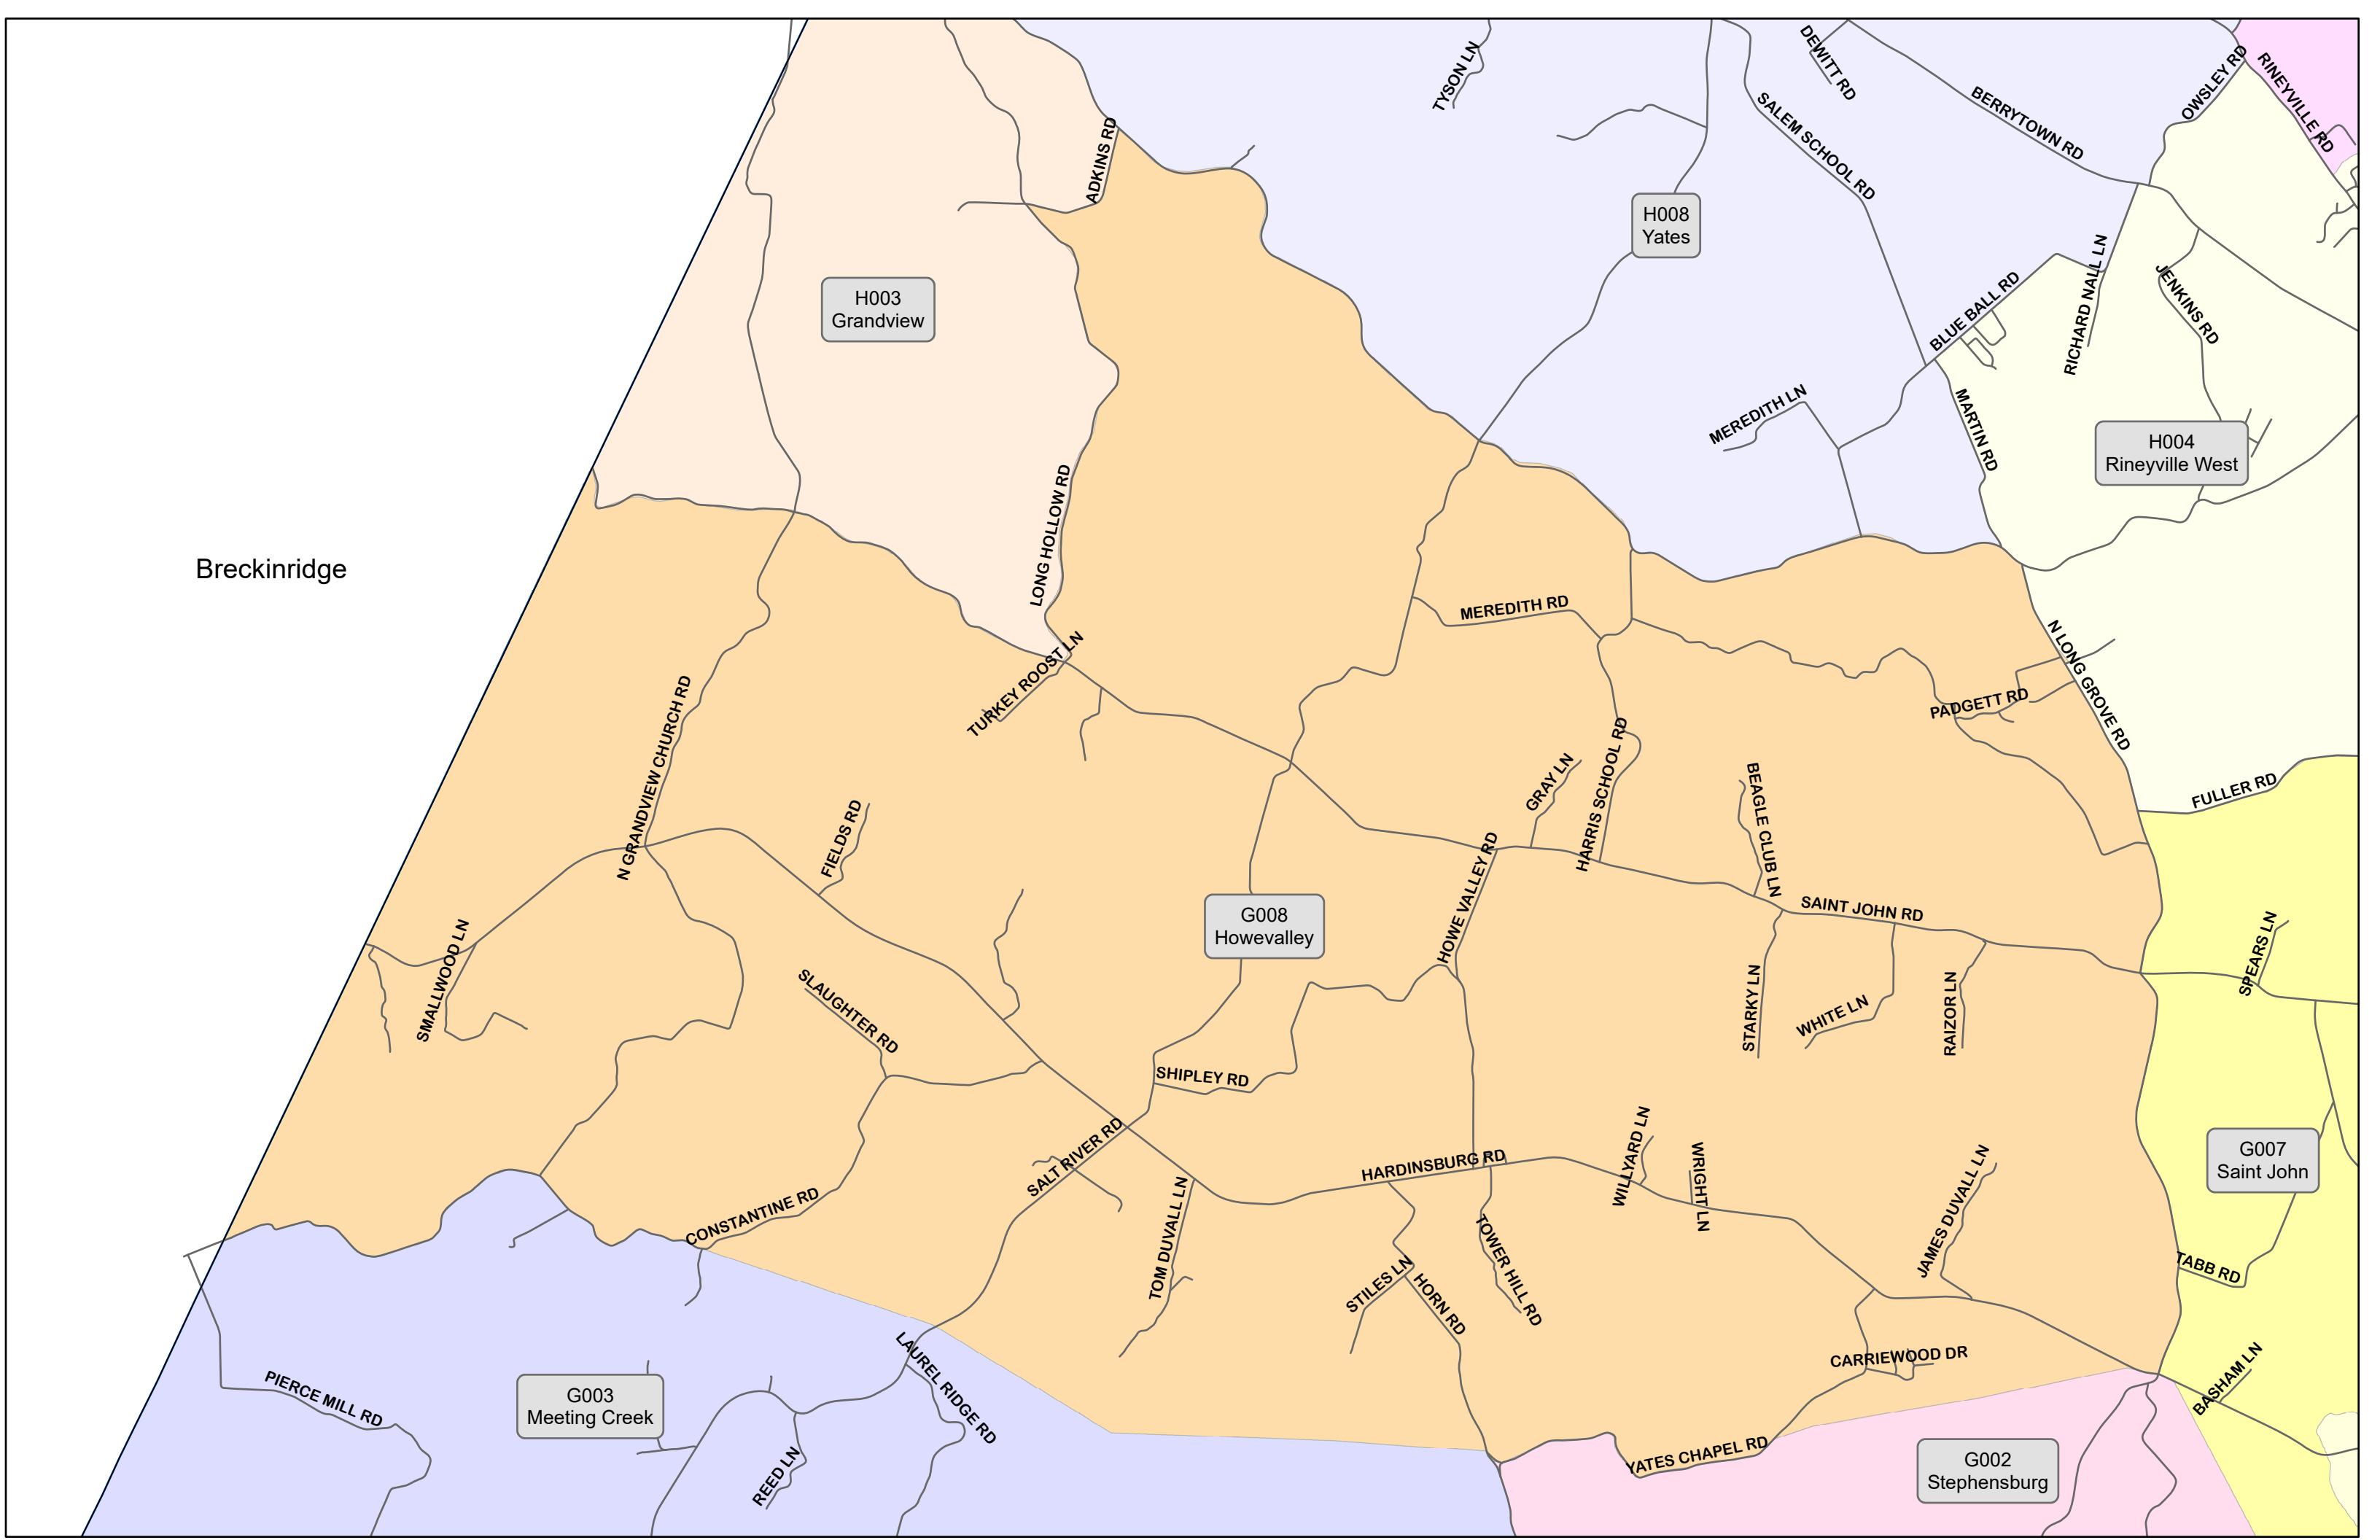 TYSON LN
DEWITT RD
SALEM SCHOOL RD
BERRYTOWN RD
OWSLEY RD
RINEYVILLE RD
ADKINS RD
H008
Yates
H003
Grandview
BLUE BALL RD
RICHARD NALL LN
JENKINS RD
MEREDITH LN
MARTIN RD
H004
Rineyville West
LONG HOLLOW RD
Breckinridge
MEREDITH RD
TURKEY ROOST LN
N LONG GROVE RD
PADGETT RD
N GRANDVIEW CHURCH RD
FIELDS RD
GRAY LN
HARRIS SCHOOL RD
BEAGLE CLUB LN
FULLER RD
HOWE VALLEY RD
G008
Howevalley
SAINT JOHN RD
SMALLWOOD LN
SLAUGHTER RD
STARKY LN
WHITE LN
RAIZOR LN
SPEARS LN
SHIPLEY RD
SALT RIVER RD
HARDINSBURG RD
WILLYARD LN
WRIGHT LN
JAMES DUVALL LN
G007
Saint John
CONSTANTINE RD
TOM DUVALL LN
STILES LN
HORN RD
TOWER HILL RD
TABB RD
LAUREL RIDGE RD
CARRIEWOOD DR
BASHAM LN
PIERCE MILL RD
G003
Meeting Creek
REED LN
YATES CHAPEL RD
G002
Stephensburg